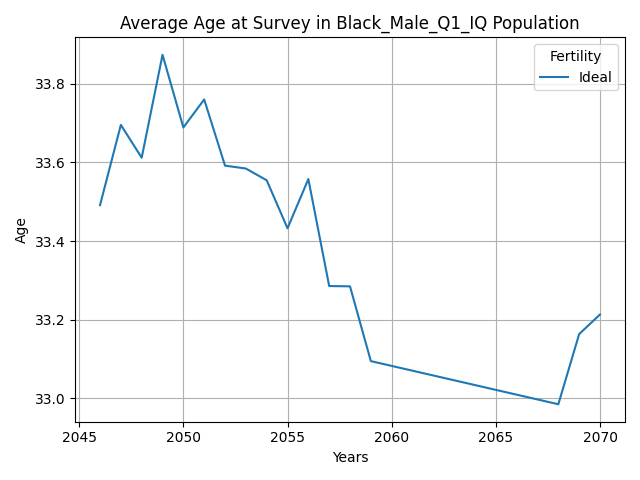 Average Age at Survey in Black_Male_Q1_IQ Population
Fertility
Ideal
33.8
33.6
33.4
33.2
33.0
Age
2045
2050
2055
2060
2065
2070
Years